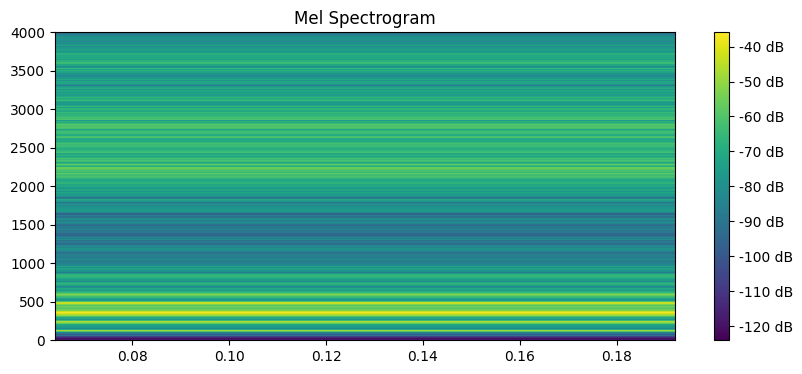 Mel Spectrogram
4000
3500
3000
2500
2000
1500
1000
500
0
0.08 0.10 0.12 0.14 0.16 0.18
-40 dB
-50 dB
-60 dB
-70 dB
-80 dB
-90 dB
-100 dB
-110 dB
-120 dB